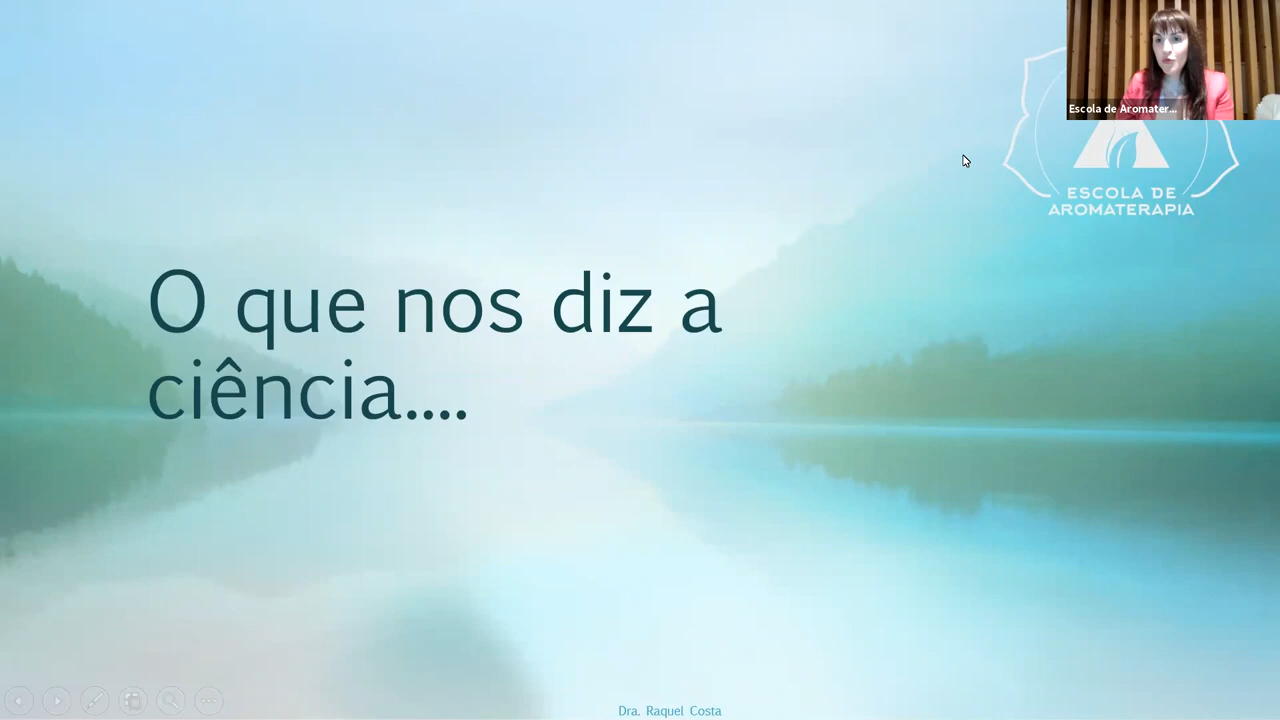 Escola de Aromater...
ESCOLA DE
AROMATERAPIA
O que nos diz a
ciência....
Dra. Raquel Costa